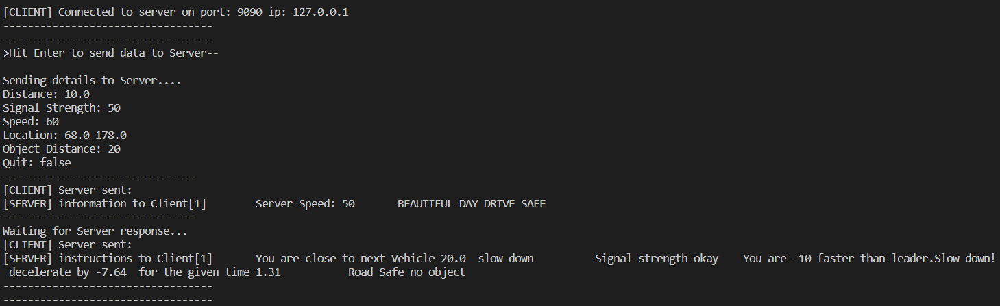 [CLIENT] Connected to server on port: 9090 ip: 127.0.0.1
----------------------------------
----------------------------------
>Hit Enter to send data to Server--
Sending details to Server....
Distance: 10.0
Signal Strength: 50
Speed: 60
Location: 68.0 178.0
Object Distance: 20
Quit: false
-------------------------------
[CLIENT] Server sent:
[SERVER] information to Client[1]        Server Speed: 50       BEAUTIFUL DAY DRIVE SAFE
-------------------------------
Waiting for Server response...
[CLIENT] Server sent:
[SERVER] instructions to Client[1]       You are close to next Vehicle 20.0  slow down          Signal strength okay    You are -10 faster than leader.Slow down!
 decelerate by -7.64  for the given time 1.31           Road Safe no object
----------------------------------
----------------------------------